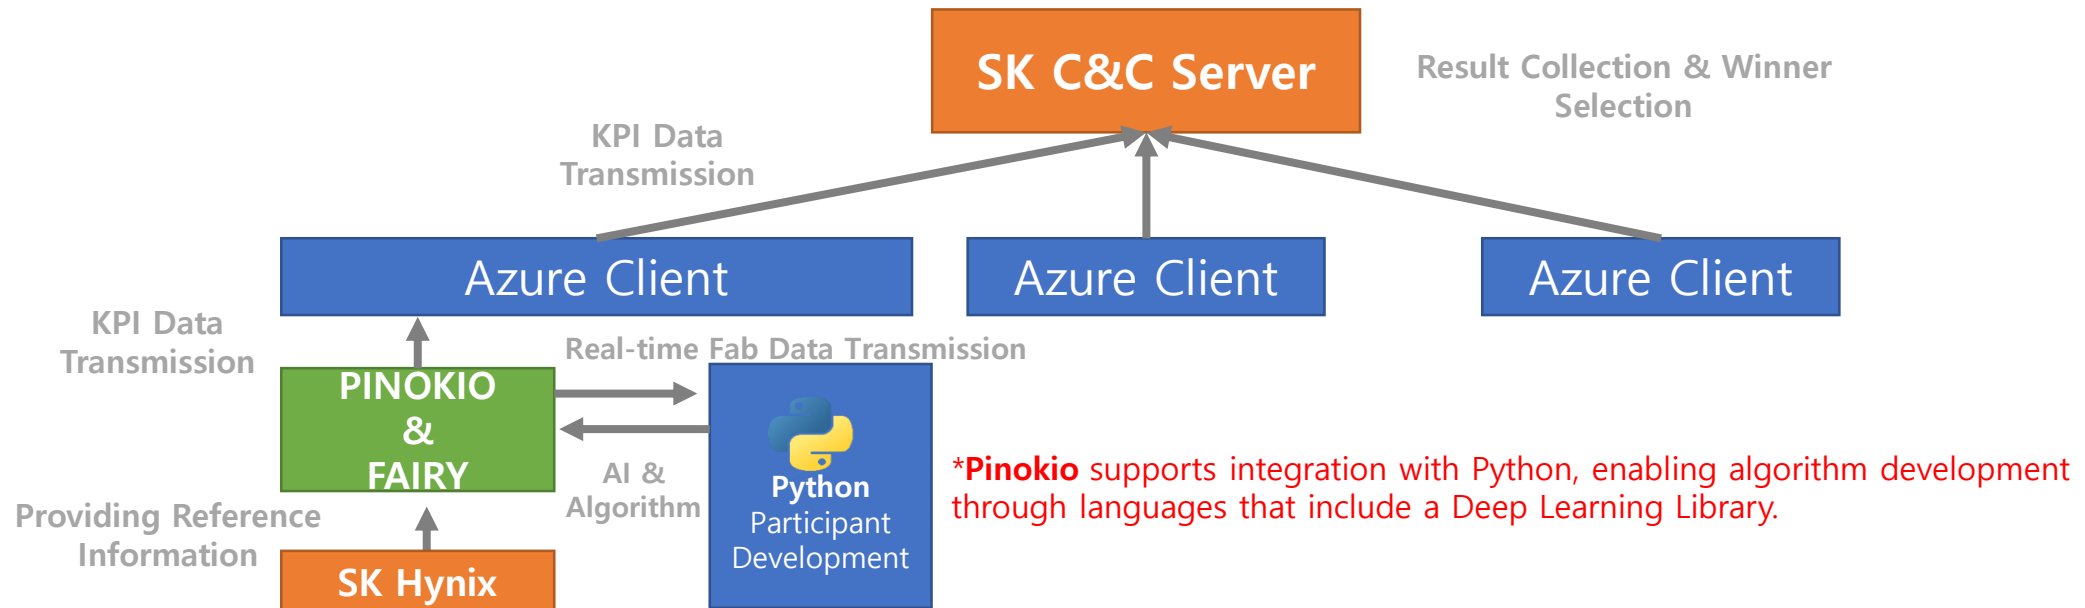 SK C&C Server
Result Collection & Winner
Selection
KPI Data
Transmission
Azure Client
Azure Client
Azure Client
KPI Data
Transmission
Real-time Fab Data Transmission
PINOKIO
&
FAIRY
AI &
Algorithm
Python
Participant
Development
*Pinokio supports integration with Python, enabling algorithm development
through languages that include a Deep Learning Library.
Providing Reference
Information
SK Hynix